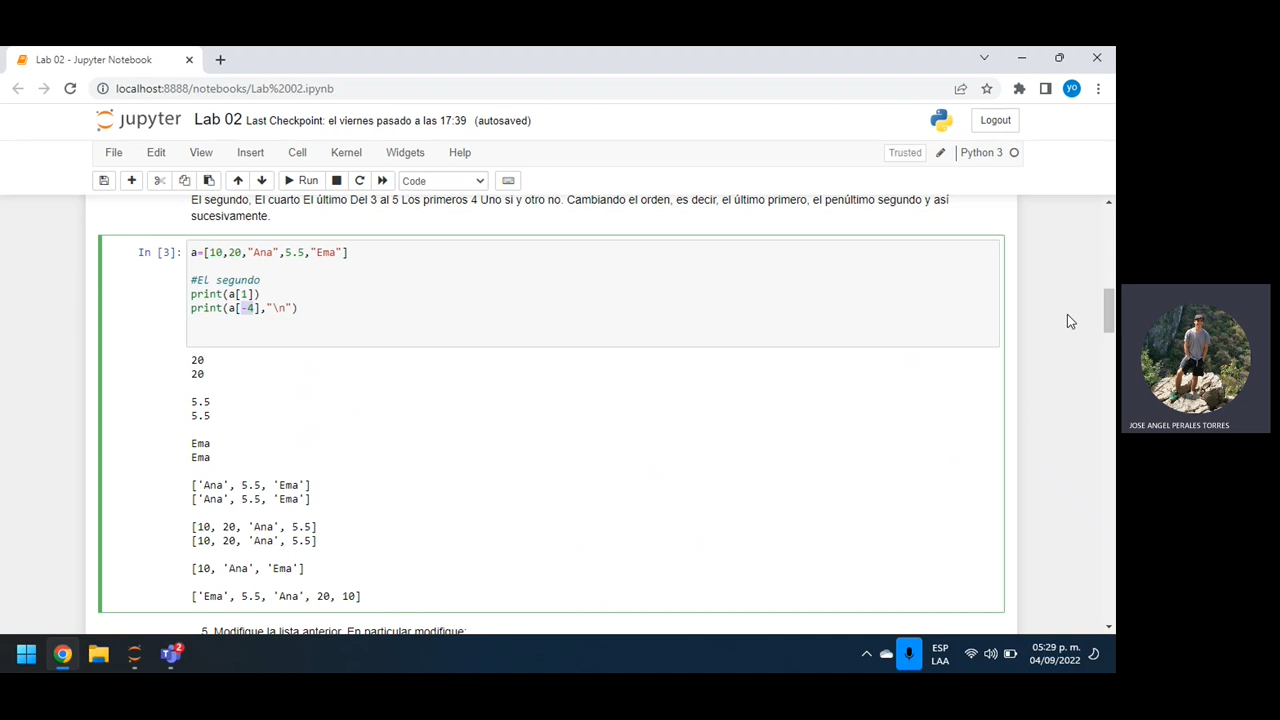 Lab 02 - Jupyter Notebook
localhost:8888/notebooks/Lab%2002.ipynb
yo
jupyter Lab 02 Last Checkpoint: el viernes pasado a las 17:39 (autosaved)
Logout
File Edit View Insert Cell Kernel Widgets Help
Trusted
Python 3
Run
Code
El segundo, El cuarto El último Del 3 al 5 Los primeros 4 Uno sí y otro no. Cambiando el orden, es decir, el último primero, el penúltimo segundo y así
sucesivamente.
In [3]:
a=[10,20,"Ana",5.5,"Ema"]
#El segundo
print(a[1])
print(a[-4],"\n")
20
20
5.5
5.5
Ema
Ema
['Ana', 5.5, 'Ema']
['Ana', 5.5, 'Ema']
[10, 20, 'Ana', 5.5]
[10, 20, 'Ana', 5.5]
[10, 'Ana', 'Ema']
['Ema', 5.5, 'Ana', 20, 10]
5. Modifique la lista anterior. En particular modifique:
JOSE ANGEL PERALES TORRES
2
ESP
LAA
05:29 p. m.
04/09/2022